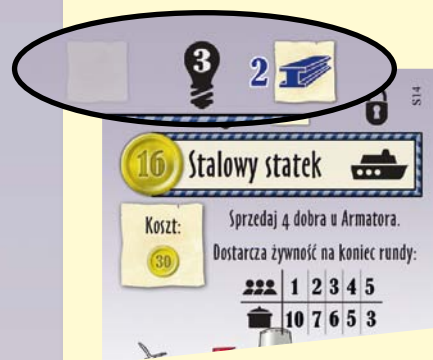 3 2
S14
16 Stalowy statek
Koszt:
30
Sprzedaj 4 dobra u Armatora.
Dostarcza żywność na koniec rundy:
1 2 3 4 5
10 7 6 5 3